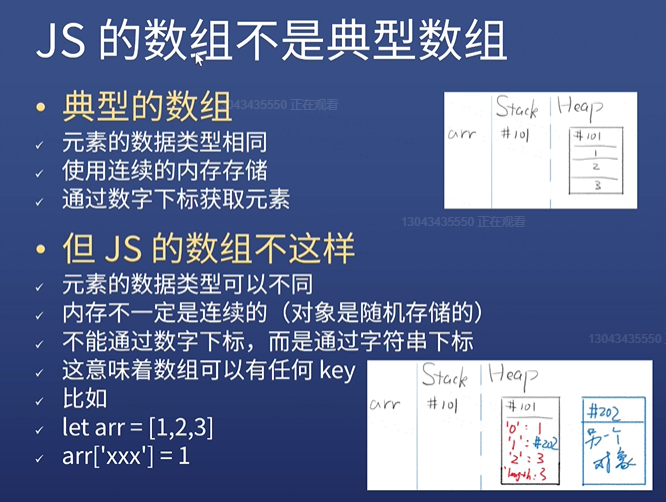 JS 的数组不是典型数组
• 典型的数组
13043435550 正在观看
✓ 元素的数据类型相同
✓ 使用连续的内存存储
✓ 通过数字下标获取元素
Stack Heap
arr #101 #101
1
2
3
13043435550 正在观看
• 但 JS 的数组不这样
✓ 元素的数据类型可以不同
✓ 内存不一定是连续的（对象是随机存储的）
✓ 不能通过数字下标，而是通过字符串下标
13043435550
✓ 这意味着数组可以有任何 key
✓ 比如
✓ let arr = [1,2,3]
✓ arr['xxx'] = 1
Stack Heap
arr #101 #101
'0': 1
'1': #202
'2': 3
'length': 3
#202
另一个
对象